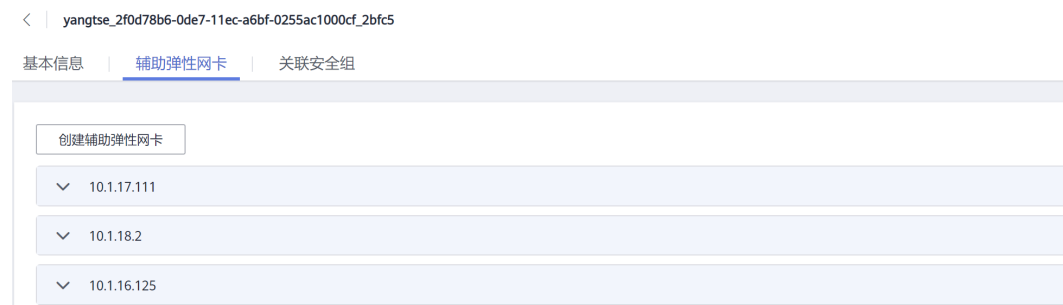 yangtse_2f0d78b6-0de7-11ec-a6bf-0255ac1000cf_2bfc5
基本信息 辅助弹性网卡 关联安全组
创建辅助弹性网卡
10.1.17.111
10.1.18.2
10.1.16.125